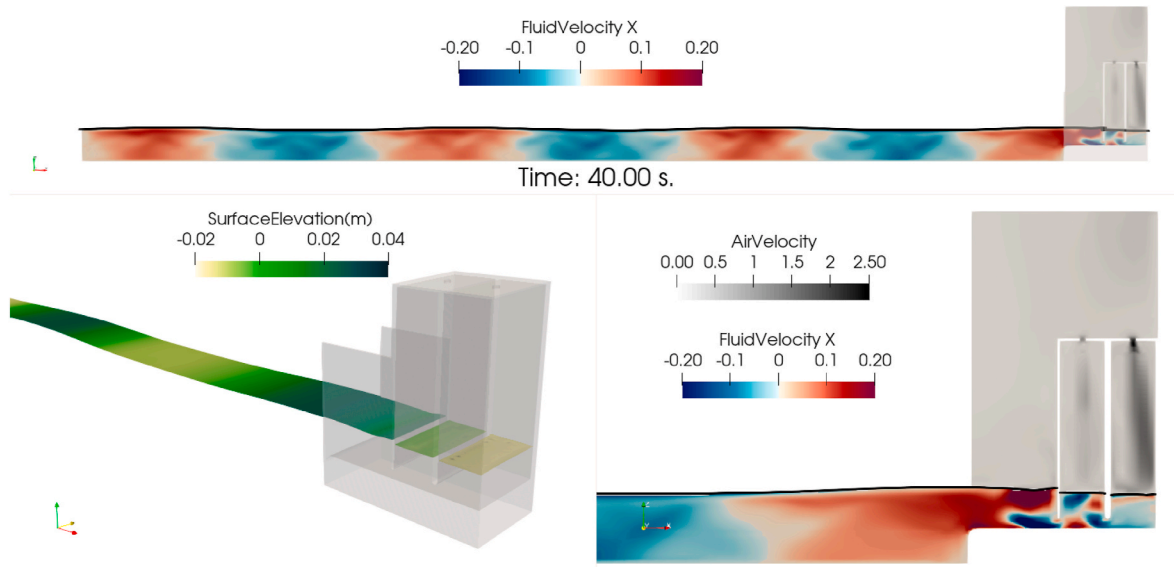 FluidVelocity X
-0.20 -0.1 0 0.1 0.20
Time: 40.00 s.
SurfaceElevation(m)
-0.02 0 0.02 0.04
AirVelocity
0.00 0.5 1 1.5 2 2.50
FluidVelocity X
-0.20 -0.1 0 0.1 0.20